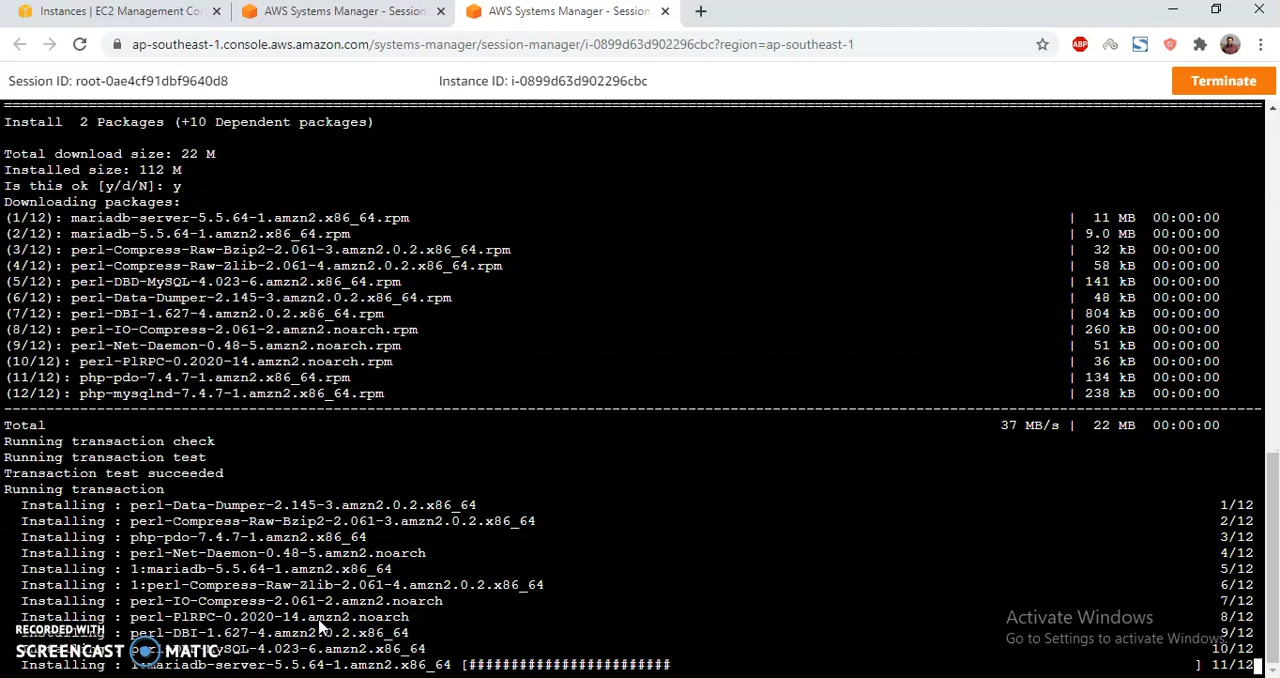 Instances | EC2 Management Con
AWS Systems Manager - Session
AWS Systems Manager - Session
ap-southeast-1.console.aws.amazon.com/systems-manager/session-manager/i-0899d63d902296cbc?region=ap-southeast-1
ABP
Session ID: root-0ae4cf91dbf9640d8
Instance ID: i-0899d63d902296cbc
Terminate
================================================================================
Install  2 Packages (+10 Dependent packages)
Total download size: 22 M
Installed size: 112 M
Is this ok [y/d/N]: y
Downloading packages:
(1/12): mariadb-server-5.5.64-1.amzn2.x86_64.rpm | 11 MB 00:00:00
(2/12): mariadb-5.5.64-1.amzn2.x86_64.rpm | 9.0 MB 00:00:00
(3/12): perl-Compress-Raw-Bzip2-2.061-3.amzn2.0.2.x86_64.rpm | 32 kB 00:00:00
(4/12): perl-Compress-Raw-Zlib-2.061-4.amzn2.0.2.x86_64.rpm | 58 kB 00:00:00
(5/12): perl-DBD-MySQL-4.023-6.amzn2.x86_64.rpm | 141 kB 00:00:00
(6/12): perl-Data-Dumper-2.145-3.amzn2.0.2.x86_64.rpm | 48 kB 00:00:00
(7/12): perl-DBI-1.627-4.amzn2.0.2.x86_64.rpm | 804 kB 00:00:00
(8/12): perl-IO-Compress-2.061-2.amzn2.noarch.rpm | 260 kB 00:00:00
(9/12): perl-Net-Daemon-0.48-5.amzn2.noarch.rpm | 51 kB 00:00:00
(10/12): perl-PlRPC-0.2020-14.amzn2.noarch.rpm | 36 kB 00:00:00
(11/12): php-pdo-7.4.7-1.amzn2.x86_64.rpm | 134 kB 00:00:00
(12/12): php-mysqlnd-7.4.7-1.amzn2.x86_64.rpm | 238 kB 00:00:00
--------------------------------------------------------------------------------
Total 37 MB/s | 22 MB 00:00:00
Running transaction check
Running transaction test
Transaction test succeeded
Running transaction
Installing : perl-Data-Dumper-2.145-3.amzn2.0.2.x86_64 1/12
Installing : perl-Compress-Raw-Bzip2-2.061-3.amzn2.0.2.x86_64 2/12
Installing : php-pdo-7.4.7-1.amzn2.x86_64 3/12
Installing : perl-Net-Daemon-0.48-5.amzn2.noarch 4/12
Installing : 1:mariadb-5.5.64-1.amzn2.x86_64 5/12
Installing : 1:perl-Compress-Raw-Zlib-2.061-4.amzn2.0.2.x86_64 6/12
Installing : perl-IO-Compress-2.061-2.amzn2.noarch 7/12
Installing : perl-PlRPC-0.2020-14.amzn2.noarch 8/12
perl-DBI-1.627-4.amzn2.0.2.x86_64 9/12
MySQL-4.023-6.amzn2.x86_64 10/12
Installing : 1:mariadb-server-5.5.64-1.amzn2.x86_64 [######################## ] 11/12
RECORDED WITH
SCREENCAST MATIC
Activate Windows
Go to Settings to activate Windows.